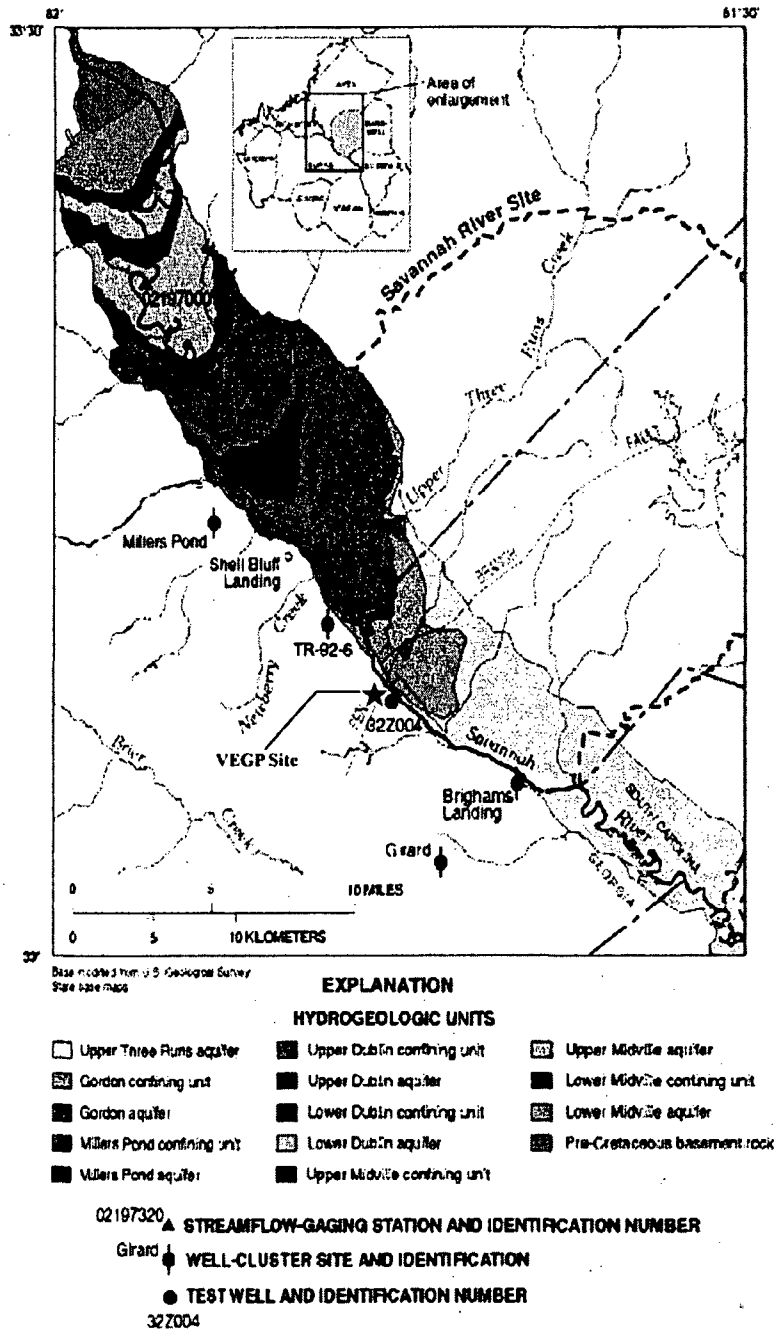 82°
81°30'
33°30'
AIKEN
Area of
enlargement
Savannah River Site
Creek
Runs
Three
Upper
02197000
FAULT
BRANCH
Millers Pond
Shell Bluff
Landing
Creek
Newberry
TR-92-6
32Z004
VEGP Site
Savannah
River
Brighams
Landing
SOUTH CAROLINA
GEORGIA
Creek
Girard
0 5 10 MILES
0 5 10 KILOMETERS
33°
Base modified from U.S. Geological Survey
State base maps
EXPLANATION
HYDROGEOLOGIC UNITS
Upper Three Runs aquifer
Gordon confining unit
Gordon aquifer
Millers Pond confining unit
Millers Pond aquifer
Upper Dublin confining unit
Upper Dublin aquifer
Lower Dublin confining unit
Lower Dublin aquifer
Upper Midville confining unit
Upper Midville aquifer
Lower Midville confining unit
Lower Midville aquifer
Pre-Cretaceous basement rock
02197320
STREAMFLOW-GAGING STATION AND IDENTIFICATION NUMBER
Girard
WELL-CLUSTER SITE AND IDENTIFICATION
TEST WELL AND IDENTIFICATION NUMBER
32Z004